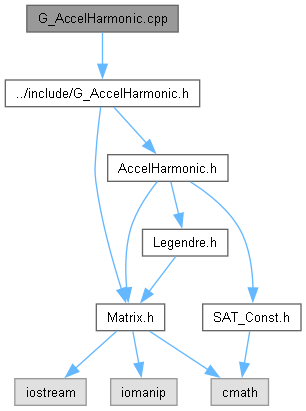 G_AccelHarmonic.cpp
../include/G_AccelHarmonic.h
AccelHarmonic.h
Legendre.h
Matrix.h
SAT_Const.h
iostream
iomanip
cmath